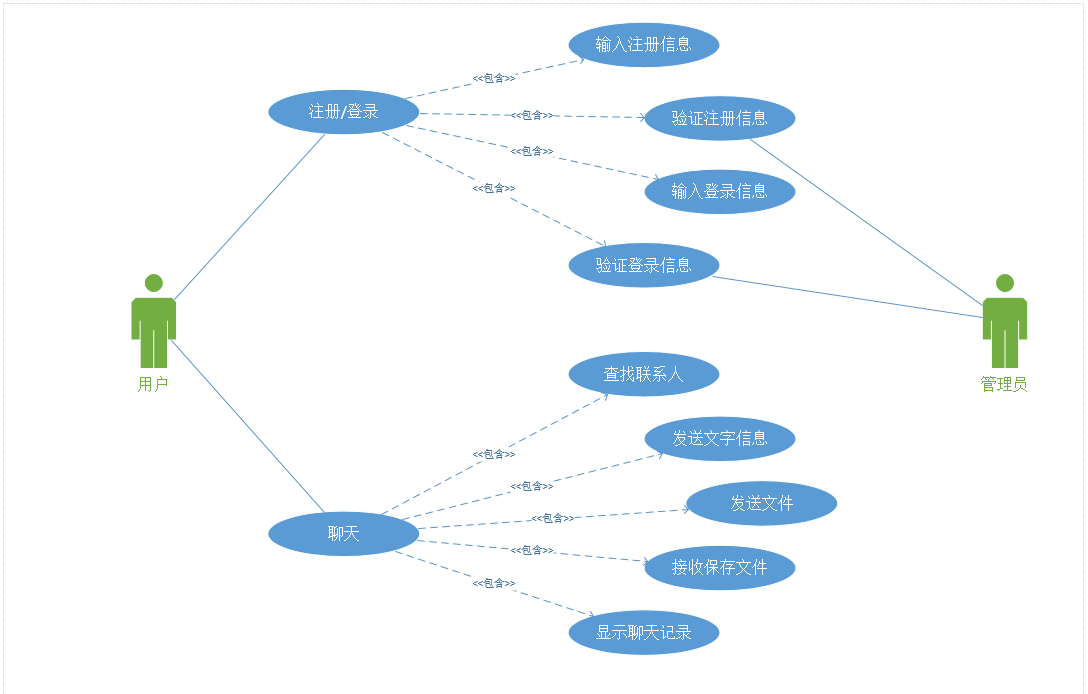 输入注册信息
<<包含>>
注册/登录
<<包含>>
验证注册信息
<<包含>>
输入登录信息
<<包含>>
验证登录信息
用户
管理员
查找联系人
<<包含>>
发送文字信息
<<包含>>
发送文件
<<包含>>
聊天
<<包含>>
接收保存文件
<<包含>>
显示聊天记录